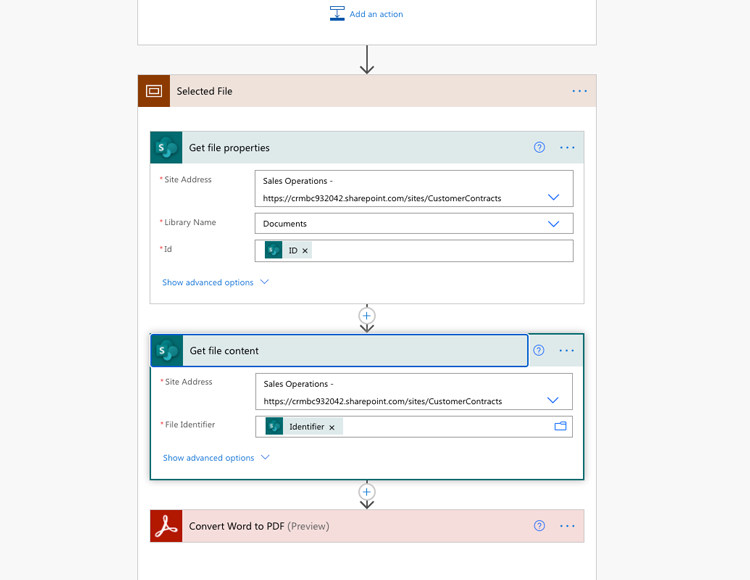 Add an action
Selected File
Get file properties
* Site Address
Sales Operations -
https://crmbc932042.sharepoint.com/sites/CustomerContracts
* Library Name
Documents
* Id
ID ×
Show advanced options
Get file content
* Site Address
Sales Operations -
https://crmbc932042.sharepoint.com/sites/CustomerContracts
* File Identifier
Identifier ×
Show advanced options
Convert Word to PDF (Preview)